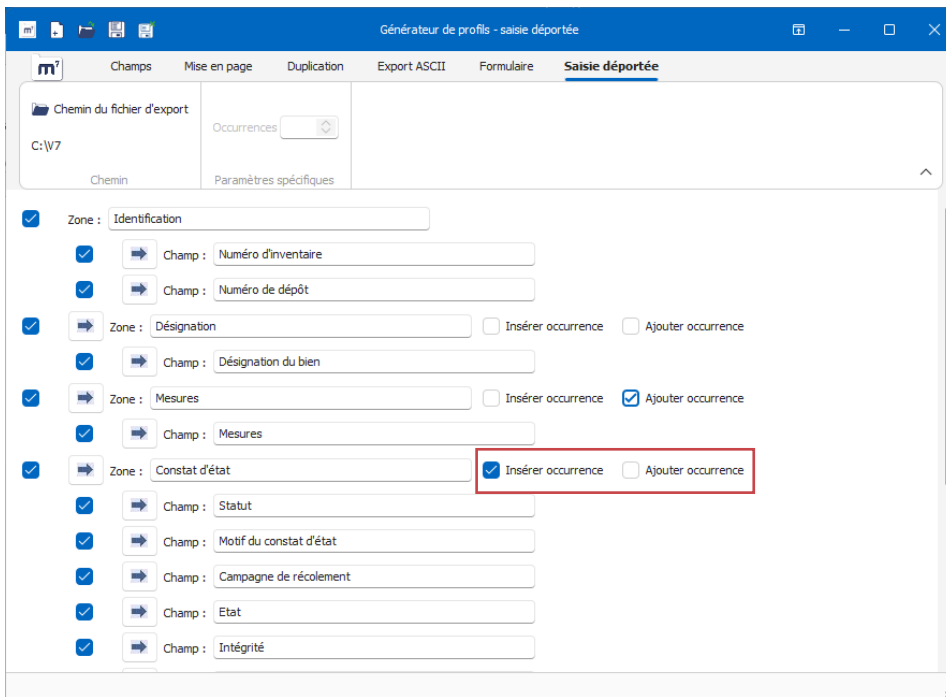 m⁷ Générateur de profils - saisie déportée
m⁷ Champs Mise en page Duplication Export ASCII Formulaire Saisie déportée
Chemin du fichier d'export
Occurrences
C:\V7
Chemin Paramètres spécifiques
Zone : Identification
Champ : Numéro d'inventaire
Champ : Numéro de dépôt
Zone : Désignation Insérer occurrence Ajouter occurrence
Champ : Désignation du bien
Zone : Mesures Insérer occurrence Ajouter occurrence
Champ : Mesures
Zone : Constat d'état Insérer occurrence Ajouter occurrence
Champ : Statut
Champ : Motif du constat d'état
Champ : Campagne de récolement
Champ : Etat
Champ : Intégrité